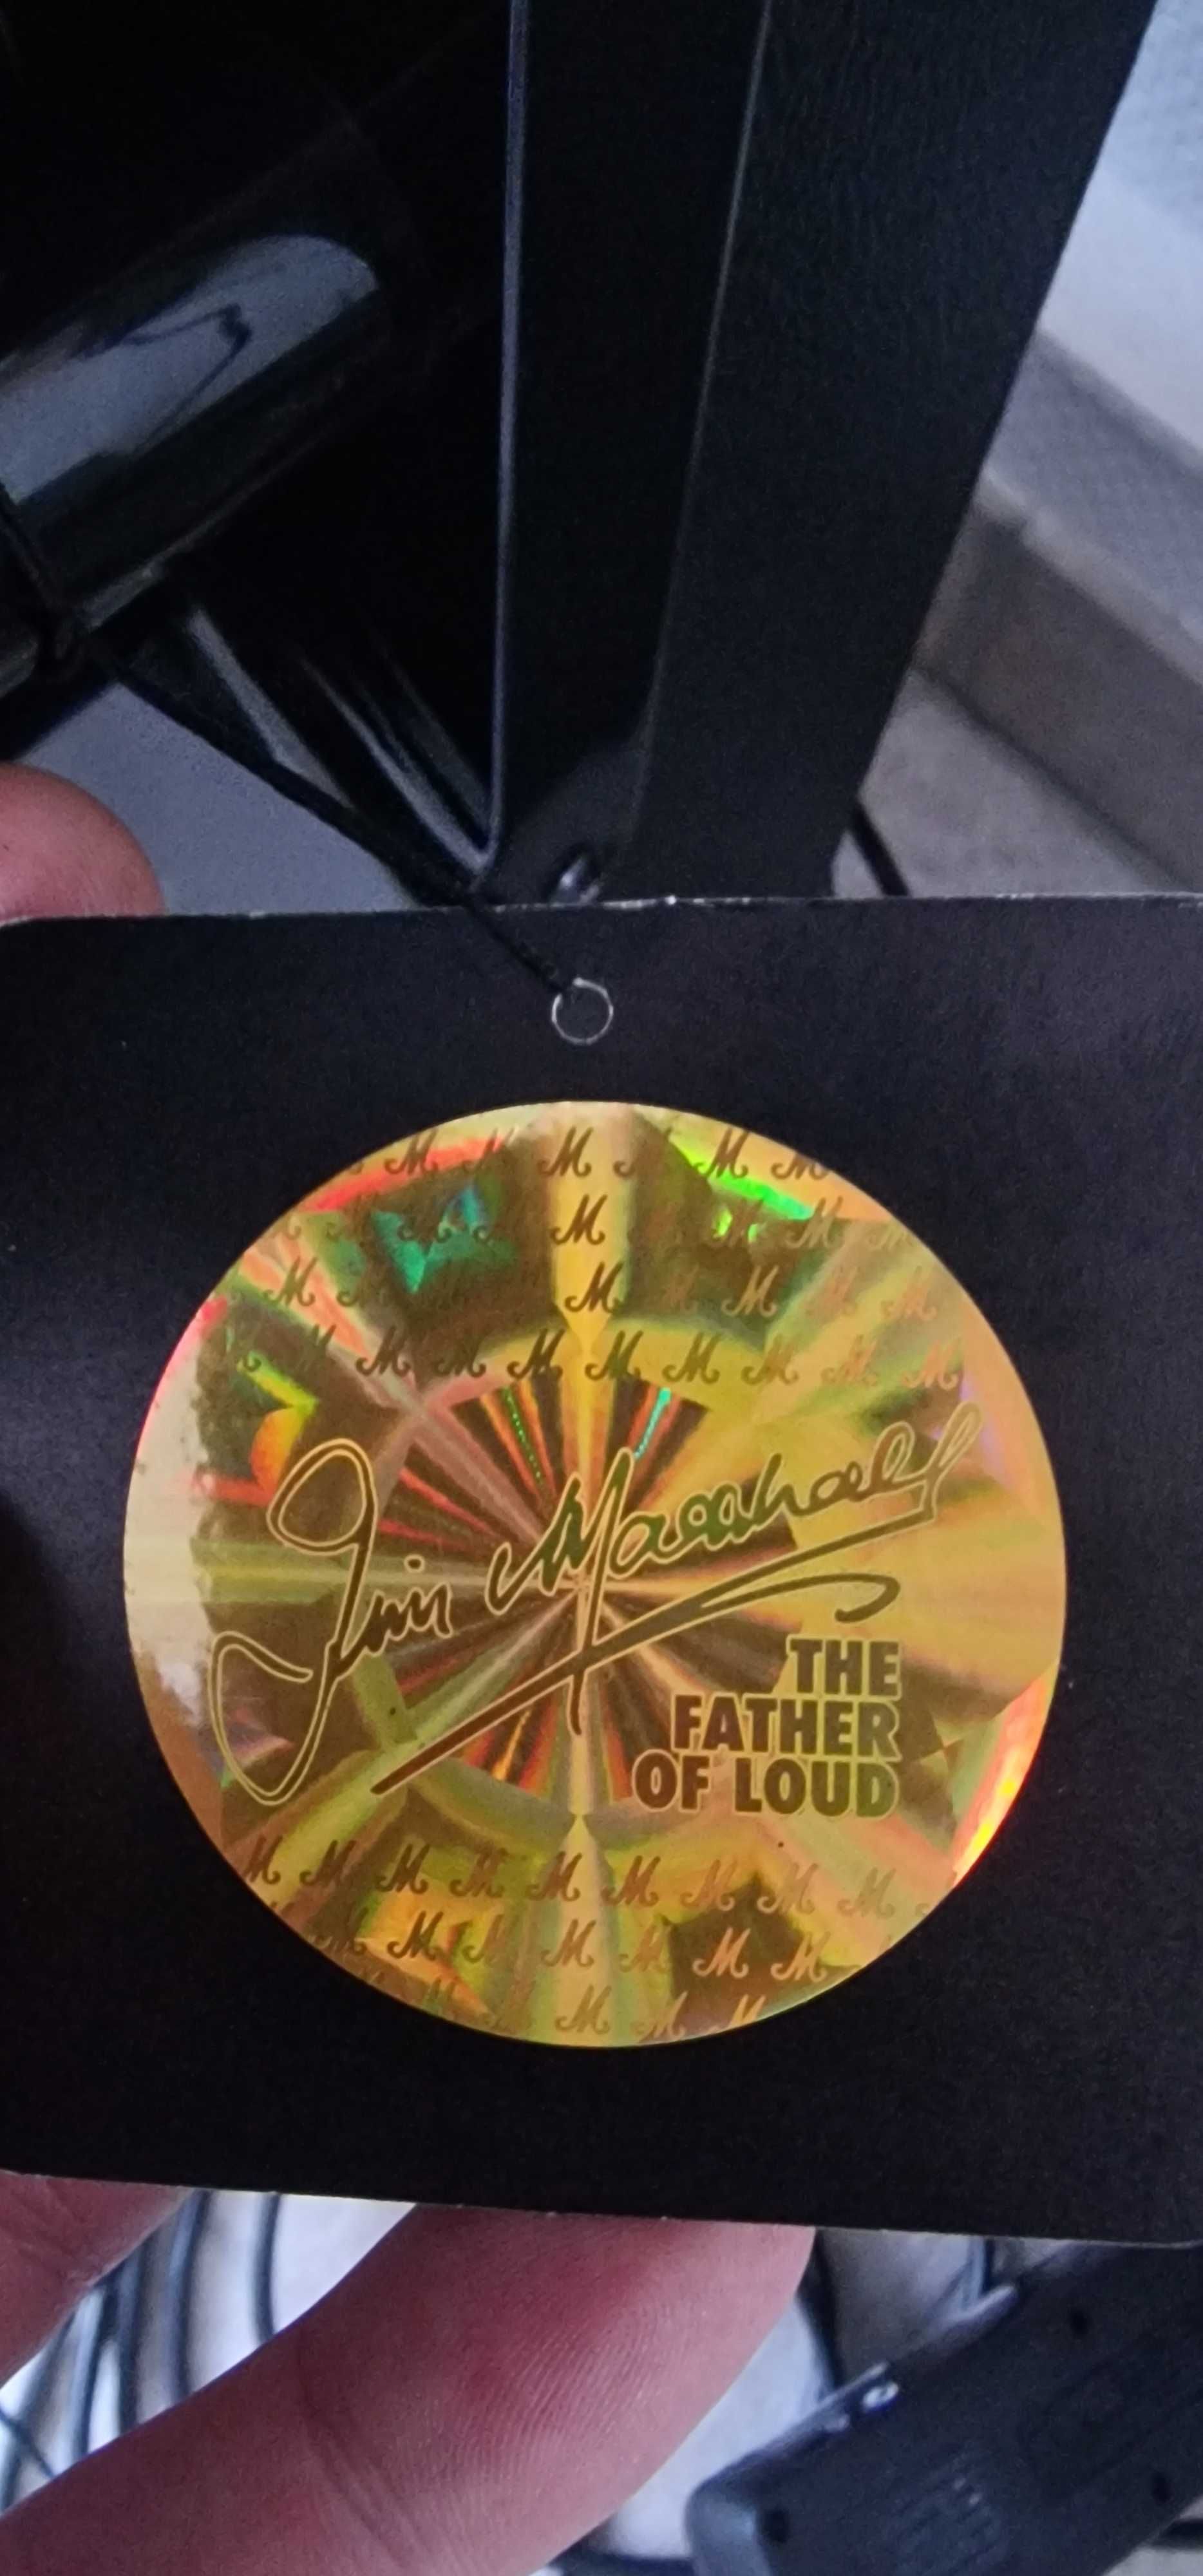 Jim Marshall
THE
FATHER
OF LOUD